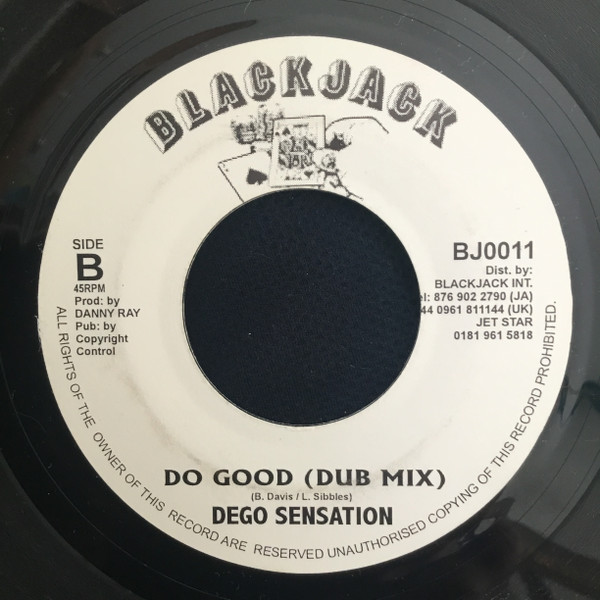 BLACKJACK
SIDE
B
45RPM
Prod: by
DANNY RAY
Pub: by
Copyright
Control
BJ0011
Dist. by:
BLACKJACK INT.
el: 876 902 2790 (JA)
44 0961 811144 (UK)
JET STAR
0181 961 5818
DO GOOD (DUB MIX)
(B. Davis / L. Sibbles)
DEGO SENSATION
ALL RIGHTS OF THE OWNER OF THIS RECORD ARE RESERVED UNAUTHORISED COPYING OF THIS RECORD PROHIBITED.